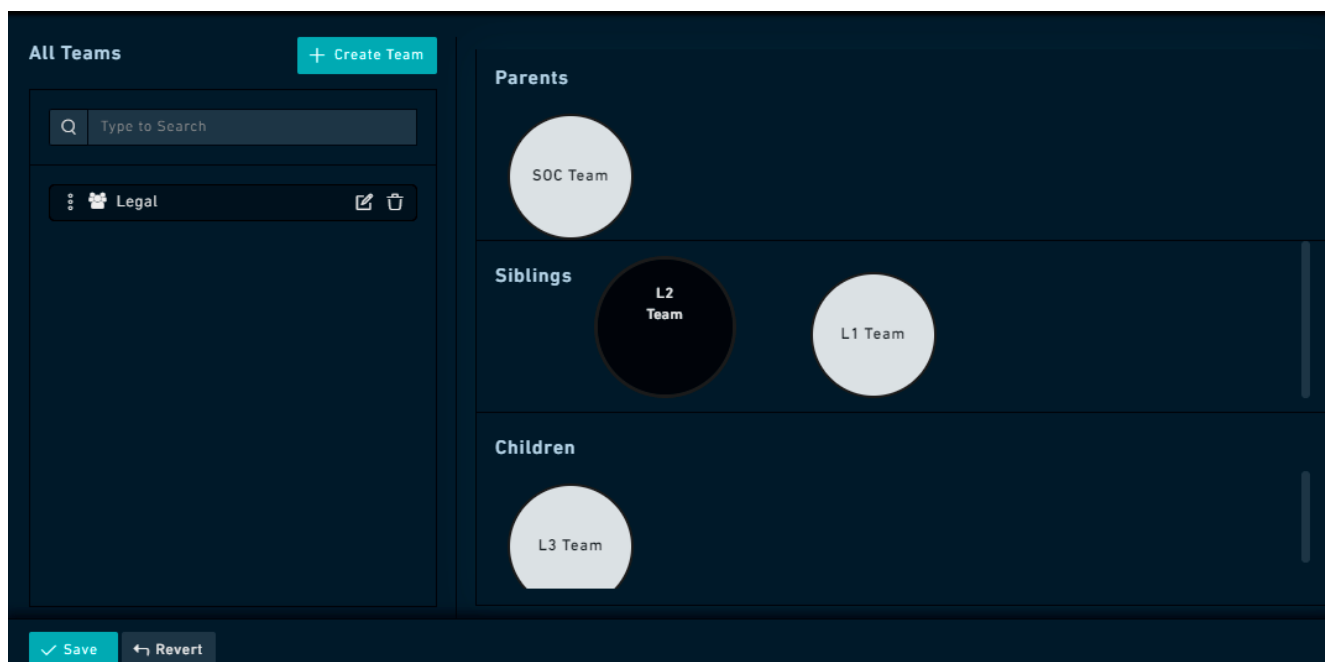 All Teams
+ Create Team
Type to Search
Legal
Parents
SOC Team
Siblings
L2
Team
L1 Team
Children
L3 Team
Save
Revert